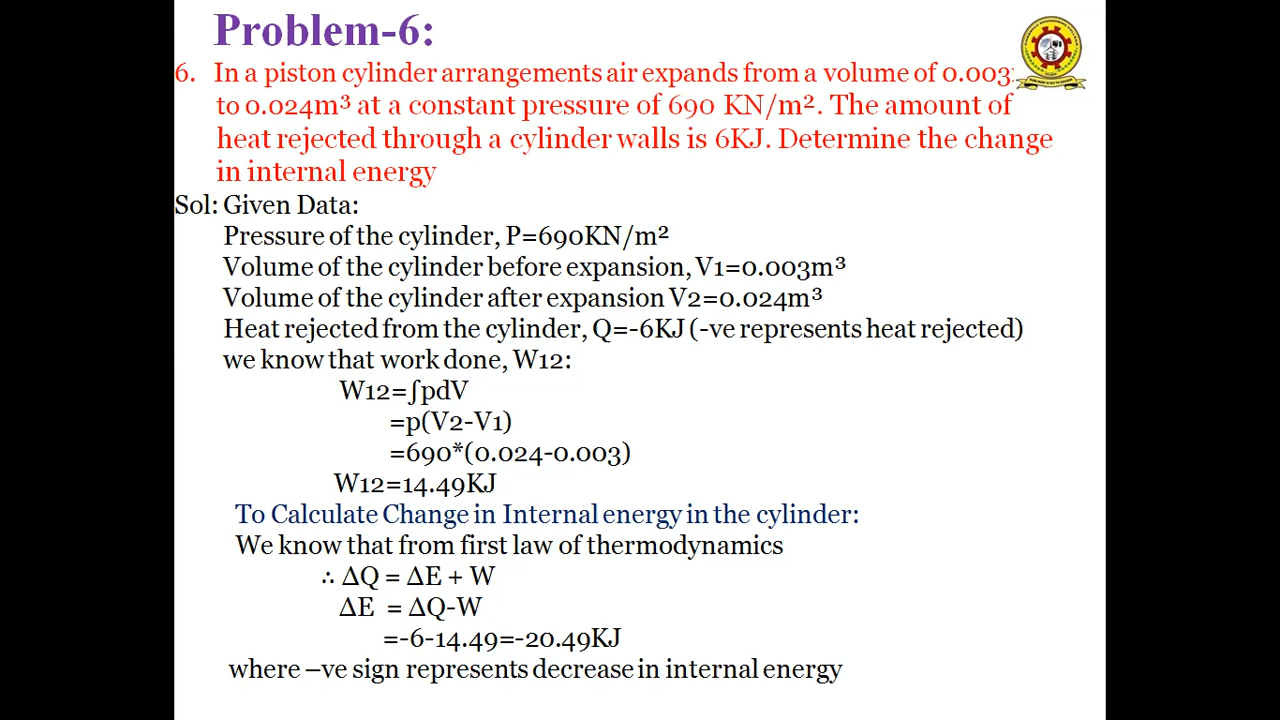 Problem-6:
6. In a piston cylinder arrangements air expands from a volume of 0.003
to 0.024m³ at a constant pressure of 690 KN/m². The amount of
heat rejected through a cylinder walls is 6KJ. Determine the change
in internal energy
Sol: Given Data:
Pressure of the cylinder, P=690KN/m²
Volume of the cylinder before expansion, V1=0.003m³
Volume of the cylinder after expansion V2=0.024m³
Heat rejected from the cylinder, Q=-6KJ (-ve represents heat rejected)
we know that work done, W12:
W12=∫pdV
=p(V2-V1)
=690*(0.024-0.003)
W12=14.49KJ
To Calculate Change in Internal energy in the cylinder:
We know that from first law of thermodynamics
∴ ΔQ = ΔE + W
ΔE = ΔQ-W
=-6-14.49=-20.49KJ
where –ve sign represents decrease in internal energy